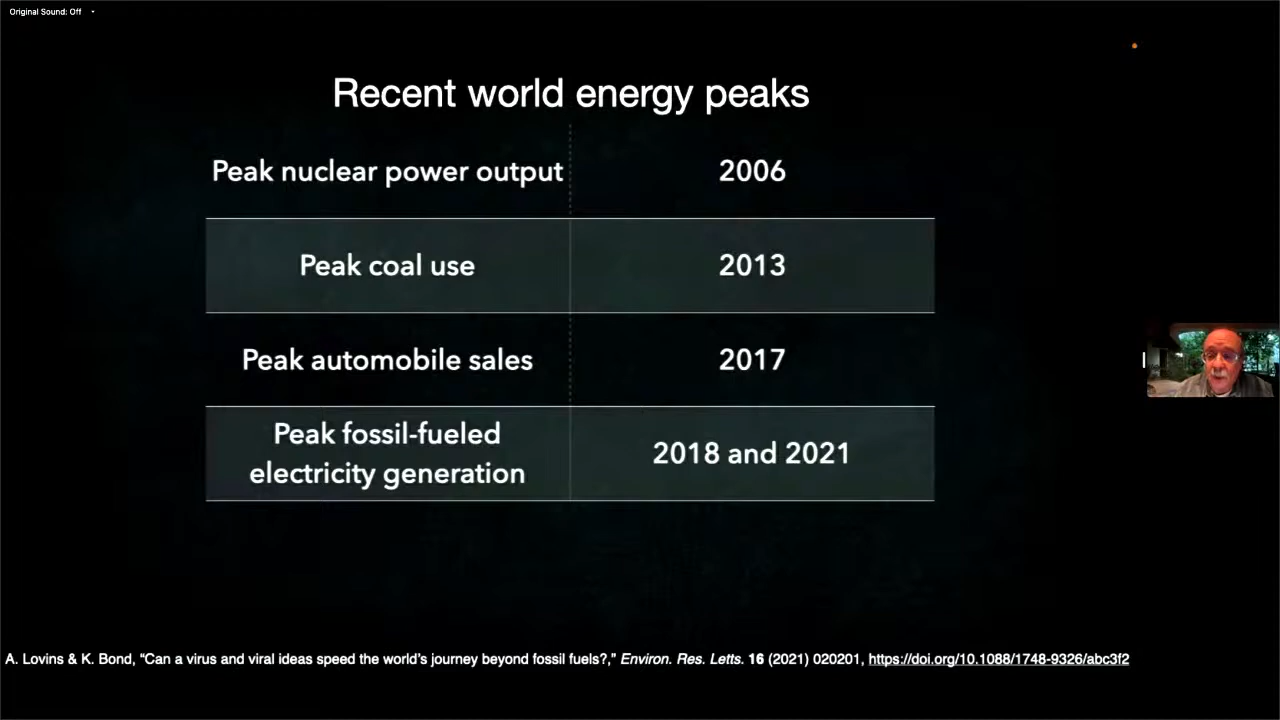 Original Sound: Off
Recent world energy peaks
Peak nuclear power output 2006
Peak coal use 2013
Peak automobile sales 2017
Peak fossil-fueled
electricity generation 2018 and 2021
A. Lovins & K. Bond, “Can a virus and viral ideas speed the world’s journey beyond fossil fuels?,” Environ. Res. Letts. 16 (2021) 020201, https://doi.org/10.1088/1748-9326/abc3f2